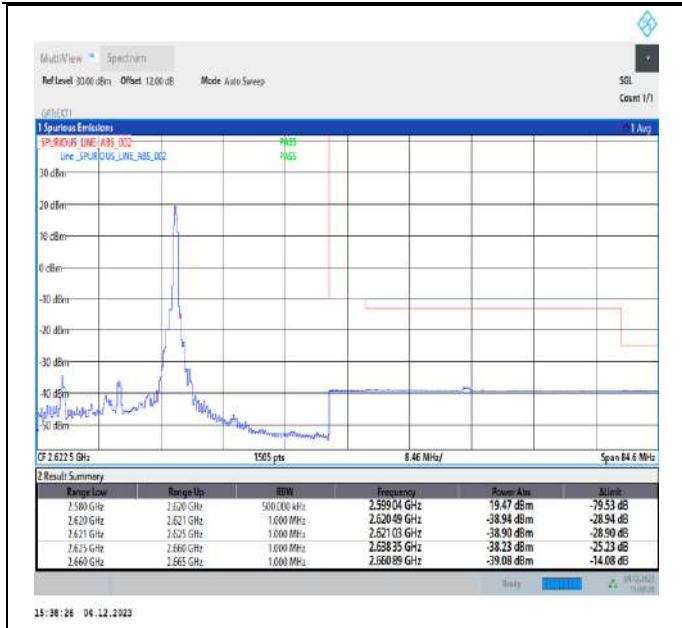 MultiView Spectrum
Ref Level 30.00 dBm Offset 12.00 dB Mode Auto Sweep SGL
Count 1/1
1 Spurious Emissions 1 Avg
SPURIOUS_LINE_ABS_002 PASS
Line _SPURIOUS_LINE_ABS_002 PASS
30 dBm
20 dBm
10 dBm
0 dBm
-10 dBm
-20 dBm
-30 dBm
-40 dBm
-50 dBm
CF 2.6225 GHz 1505 pts 8.46 MHz/ Span 84.6 MHz
2 Result Summary
Range Low Range Up RBW Frequency Power Abs ΔLimit
2.580 GHz 2.620 GHz 500.000 kHz 2.59904 GHz 19.47 dBm -79.53 dB
2.620 GHz 2.621 GHz 1.000 MHz 2.62049 GHz -38.94 dBm -28.94 dB
2.621 GHz 2.625 GHz 1.000 MHz 2.62103 GHz -38.90 dBm -28.90 dB
2.625 GHz 2.660 GHz 1.000 MHz 2.63835 GHz -38.23 dBm -25.23 dB
2.660 GHz 2.665 GHz 1.000 MHz 2.66089 GHz -39.08 dBm -14.08 dB
Ready
15:38:26 04.12.2023